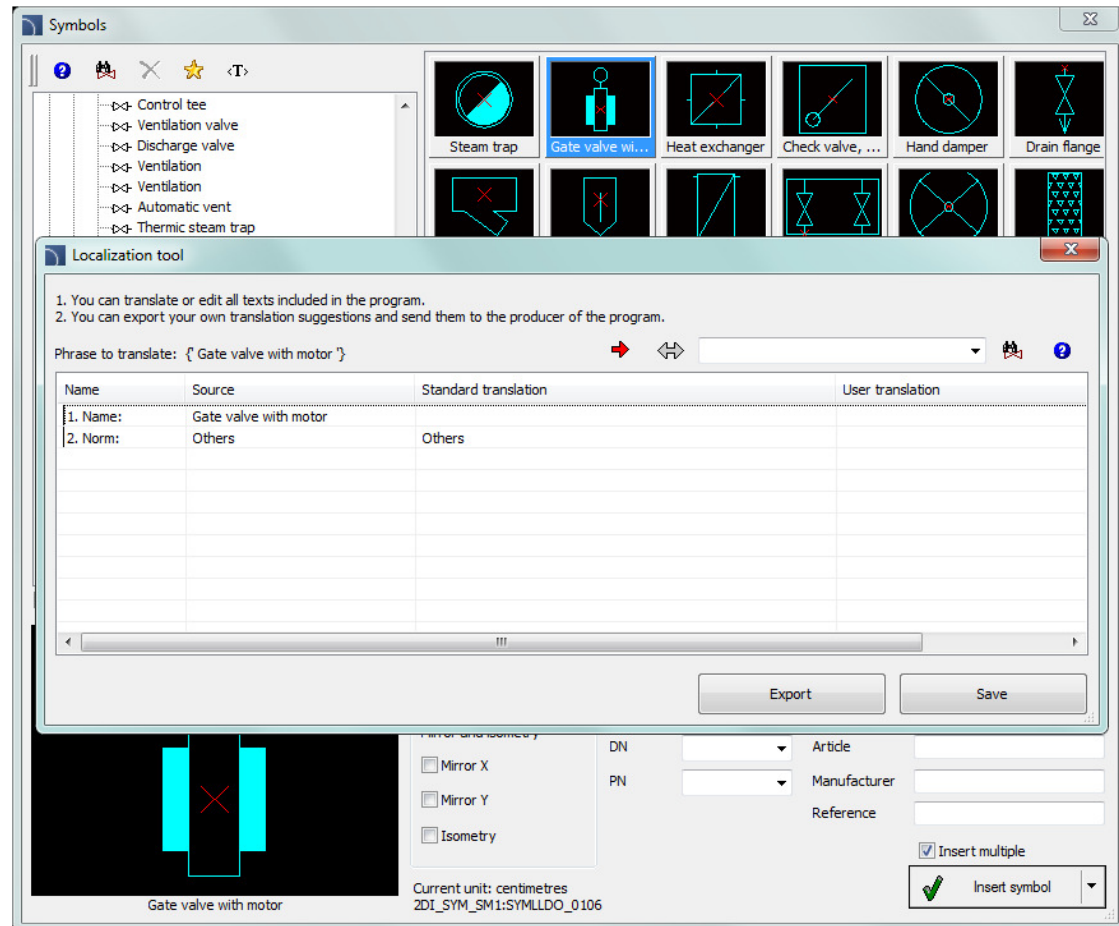 Symbols
<T>
Control tee
Ventilation valve
Discharge valve
Ventilation
Ventilation
Automatic vent
Thermic steam trap
Steam trap
Gate valve wi...
Heat exchanger
Check valve, ...
Hand damper
Drain flange
Localization tool
1. You can translate or edit all texts included in the program.
2. You can export your own translation suggestions and send them to the producer of the program.
Phrase to translate: {' Gate valve with motor '}
Name Source Standard translation User translation
1. Name: Gate valve with motor
2. Norm: Others Others
Export Save
Mirror and isometry
Mirror X
Mirror Y
Isometry
DN
PN
Article
Manufacturer
Reference
Insert multiple
Insert symbol
Current unit: centimetres
2DI_SYM_SM1:SYMLLDO_0106
Gate valve with motor